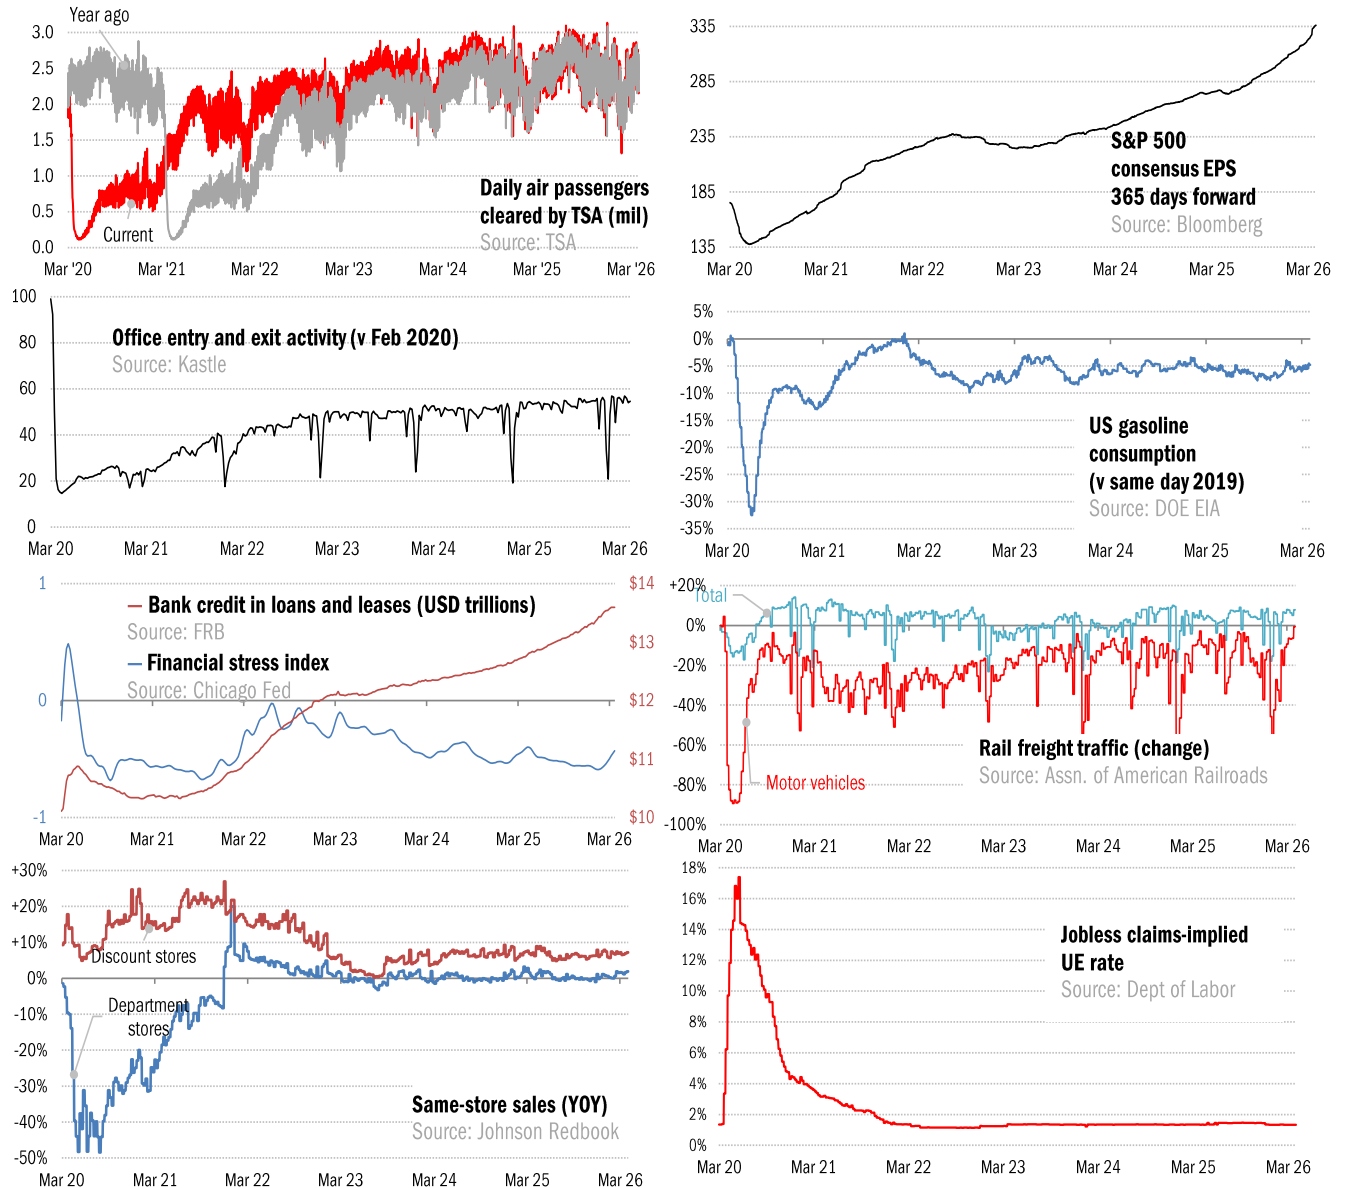 Year ago
3.0
2.5
2.0
1.5
1.0
0.5
0.0
Current
Daily air passengers
cleared by TSA (mil)
Source: TSA
Mar '20 Mar '21 Mar '22 Mar '23 Mar '24 Mar '25 Mar 26
335
285
235
185
135
S&P 500
consensus EPS
365 days forward
Source: Bloomberg
Mar 20 Mar 21 Mar 22 Mar 23 Mar 24 Mar 25 Mar 26
100
80
60
40
20
0
Office entry and exit activity (v Feb 2020)
Source: Kastle
Mar 20 Mar 21 Mar 22 Mar 23 Mar 24 Mar 25 Mar 26
5%
0%
-5%
-10%
-15%
-20%
-25%
-30%
-35%
US gasoline
consumption
(v same day 2019)
Source: DOE EIA
Mar 20 Mar 21 Mar 22 Mar 23 Mar 24 Mar 25 Mar 26
1
0
-1
$14
$13
$12
$11
$10
Bank credit in loans and leases (USD trillions)
Source: FRB
Financial stress index
Source: Chicago Fed
Mar 20 Mar 21 Mar 22 Mar 23 Mar 24 Mar 25 Mar 26
+20%
0%
-20%
-40%
-60%
-80%
-100%
Total
Motor vehicles
Rail freight traffic (change)
Source: Assn. of American Railroads
Mar 20 Mar 21 Mar 22 Mar 23 Mar 24 Mar 25 Mar 26
+30%
+20%
+10%
0%
-10%
-20%
-30%
-40%
-50%
Discount stores
Department
stores
Same-store sales (YOY)
Source: Johnson Redbook
Mar 20 Mar 21 Mar 22 Mar 23 Mar 24 Mar 25 Mar 26
18%
16%
14%
12%
10%
8%
6%
4%
2%
0%
Jobless claims-implied
UE rate
Source: Dept of Labor
Mar 20 Mar 21 Mar 22 Mar 23 Mar 24 Mar 25 Mar 26